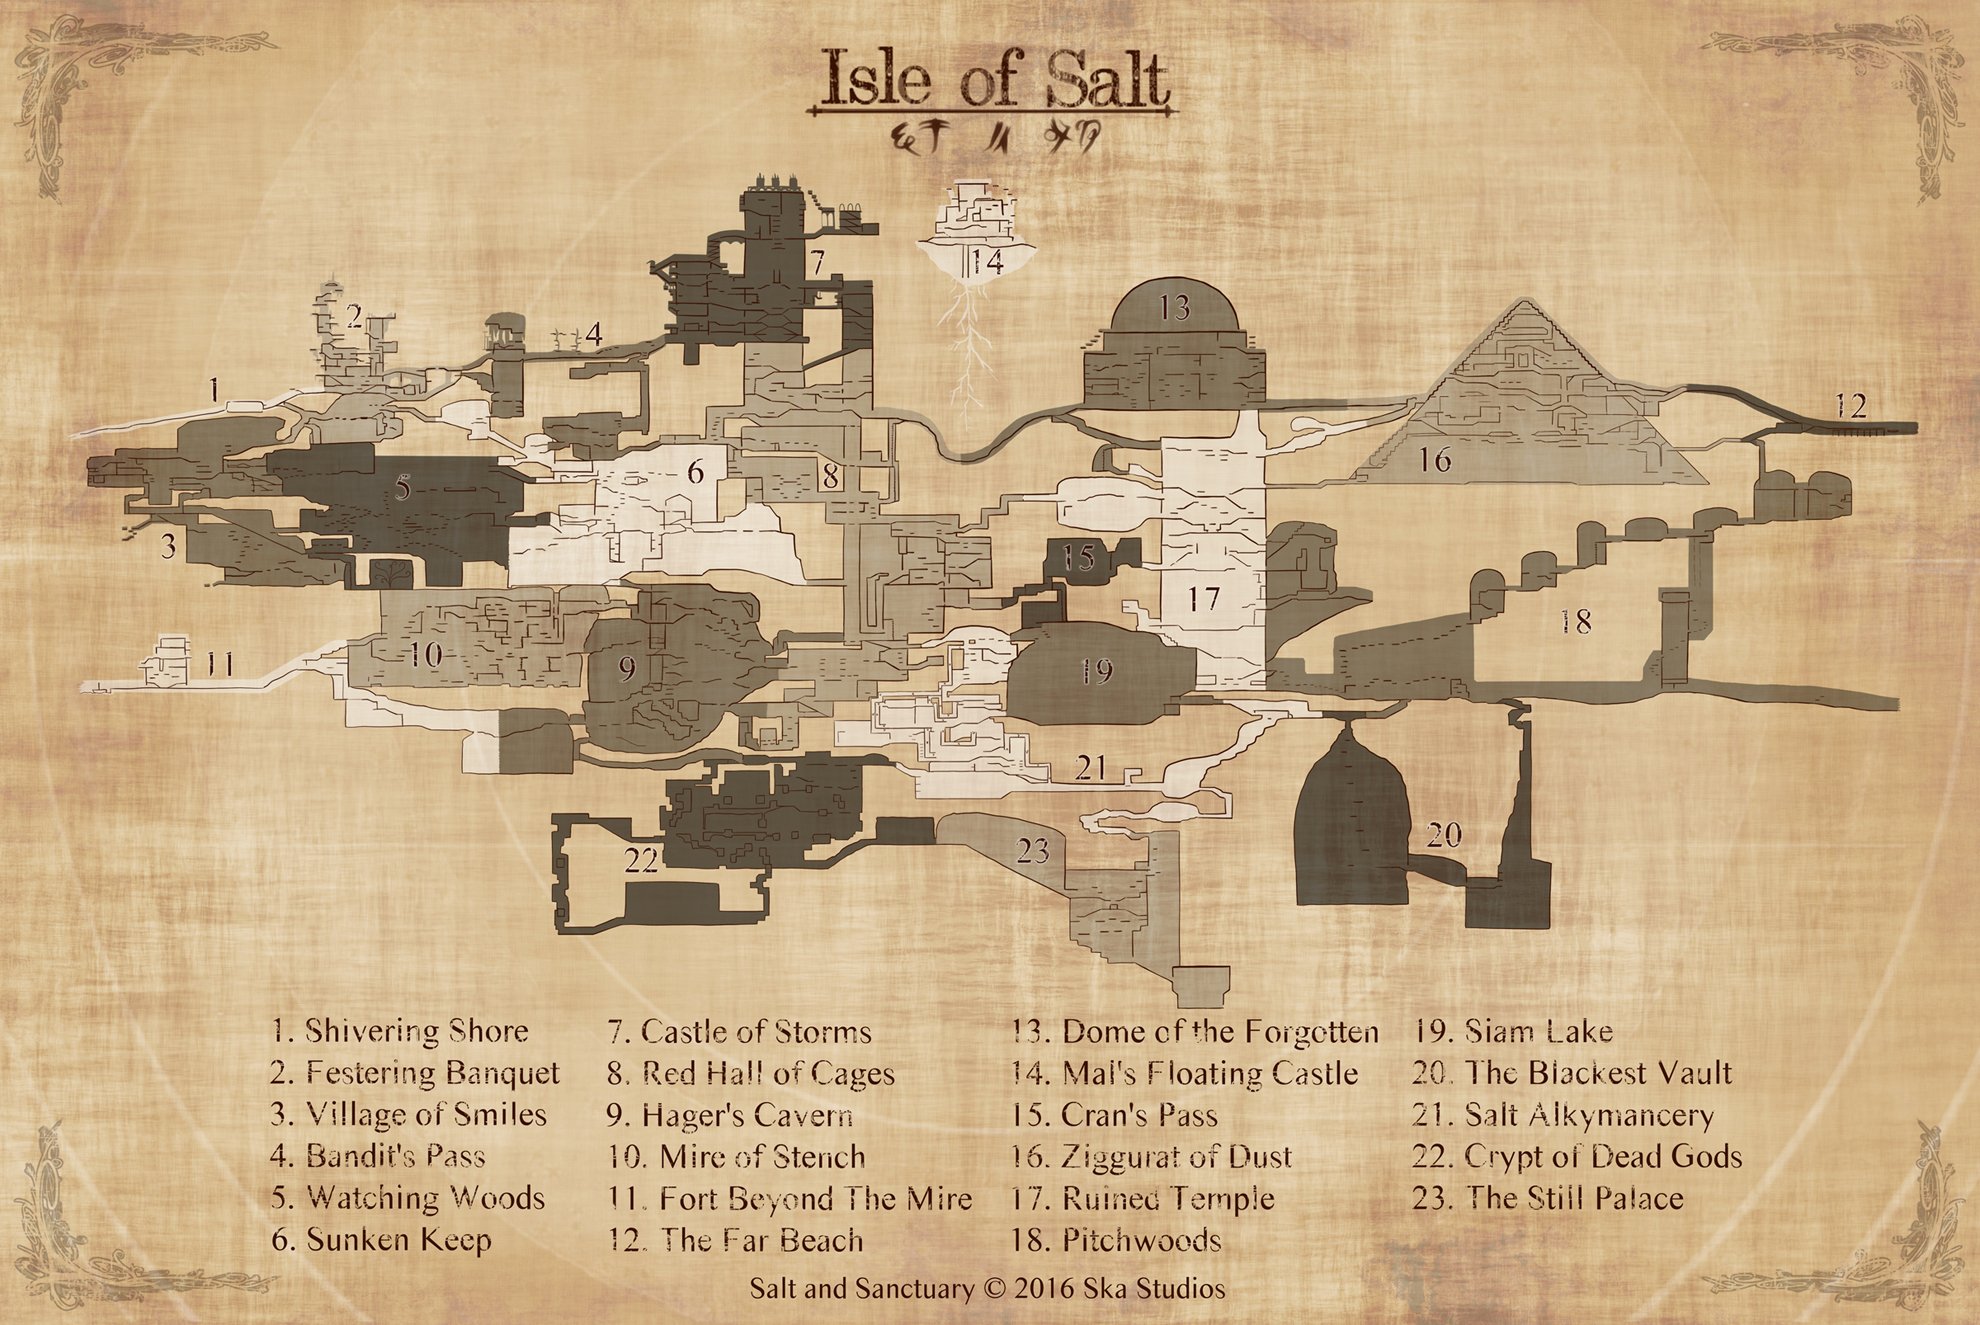 Isle of Salt
7
14
2
4
13
1
12
5
6
8
16
3
15
17
18
11
10
9
19
21
22
23
20
1. Shivering Shore
2. Festering Banquet
3. Village of Smiles
4. Bandit's Pass
5. Watching Woods
6. Sunken Keep
7. Castle of Storms
8. Red Hall of Cages
9. Hager's Cavern
10. Mire of Stench
11. Fort Beyond The Mire
12. The Far Beach
13. Dome of the Forgotten
14. Mal's Floating Castle
15. Cran's Pass
16. Ziggurat of Dust
17. Ruined Temple
18. Pitchwoods
19. Siam Lake
20. The Blackest Vault
21. Salt Alkymancery
22. Crypt of Dead Gods
23. The Still Palace
Salt and Sanctuary © 2016 Ska Studios